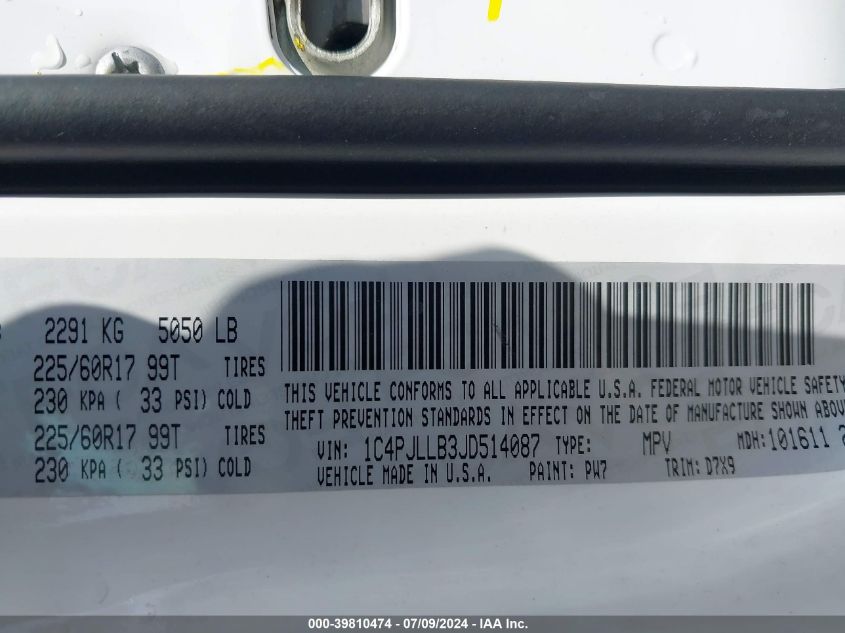 2291 KG 5050 LB
225/60R17 99T TIRES
230 KPA ( 33 PSI) COLD
225/60R17 99T TIRES
230 KPA ( 33 PSI) COLD
THIS VEHICLE CONFORMS TO ALL APPLICABLE U.S.A. FEDERAL MOTOR VEHICLE SAFETY
THEFT PREVENTION STANDARDS IN EFFECT ON THE DATE OF MANUFACTURE SHOWN ABOV
VIN: 1C4PJLLB3JD514087 TYPE: MPV MDH:101611 2
VEHICLE MADE IN U.S.A. PAINT: PW7 TRIM: D7X9
000-39810474 - 07/09/2024 - IAA Inc.